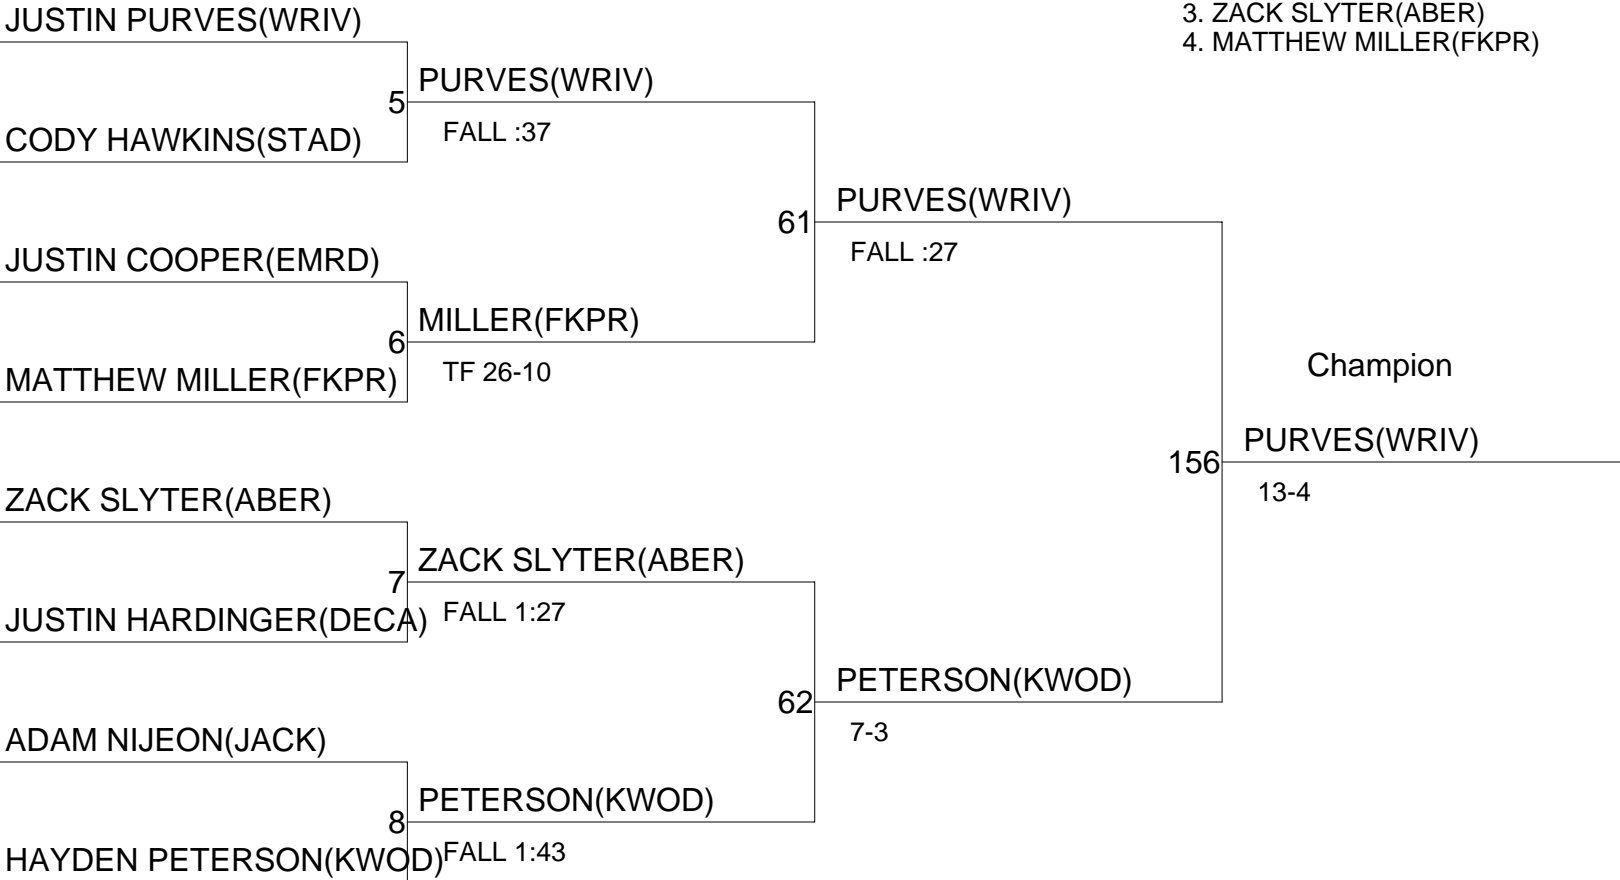 JUSTIN PURVES(WRIV)
3. ZACK SLYTER(ABER)
4. MATTHEW MILLER(FKPR)
PURVES(WRIV)
5
FALL :37
CODY HAWKINS(STAD)
PURVES(WRIV)
61
FALL :27
JUSTIN COOPER(EMRD)
MILLER(FKPR)
6
TF 26-10
MATTHEW MILLER(FKPR)
Champion
PURVES(WRIV)
156
13-4
ZACK SLYTER(ABER)
ZACK SLYTER(ABER)
7
FALL 1:27
JUSTIN HARDINGER(DECA)
PETERSON(KWOD)
62
7-3
ADAM NIJEON(JACK)
PETERSON(KWOD)
8
FALL 1:43
HAYDEN PETERSON(KWOD)